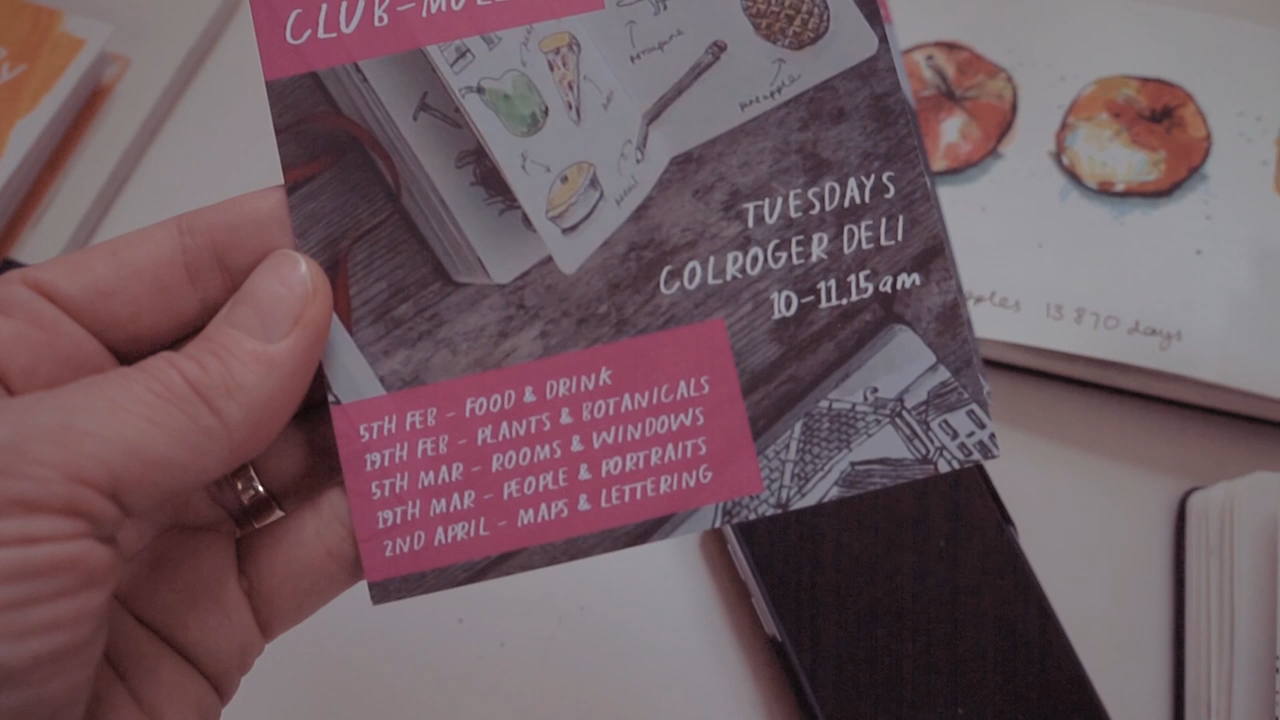 CLUB-
aeroplane
pineapple
TUESDAYS
COLROGER DELI
10-11.15am
5TH FEB - FOOD & DRINK
19TH FEB - PLANTS & BOTANICALS
5TH MAR - ROOMS & WINDOWS
19TH MAR - PEOPLE & PORTRAITS
2ND APRIL - MAPS & LETTERING
13 870 days